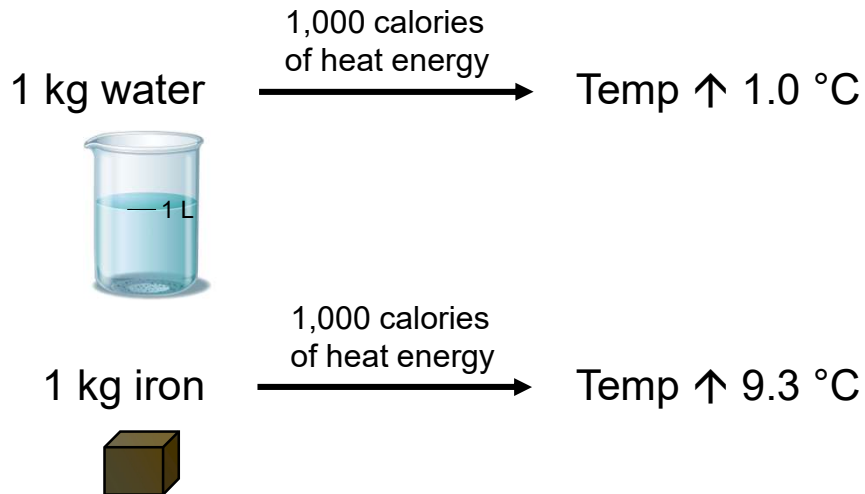 1,000 calories
of heat energy
1 kg water
Temp ↑ 1.0 °C
1 L
1,000 calories
of heat energy
1 kg iron
Temp ↑ 9.3 °C